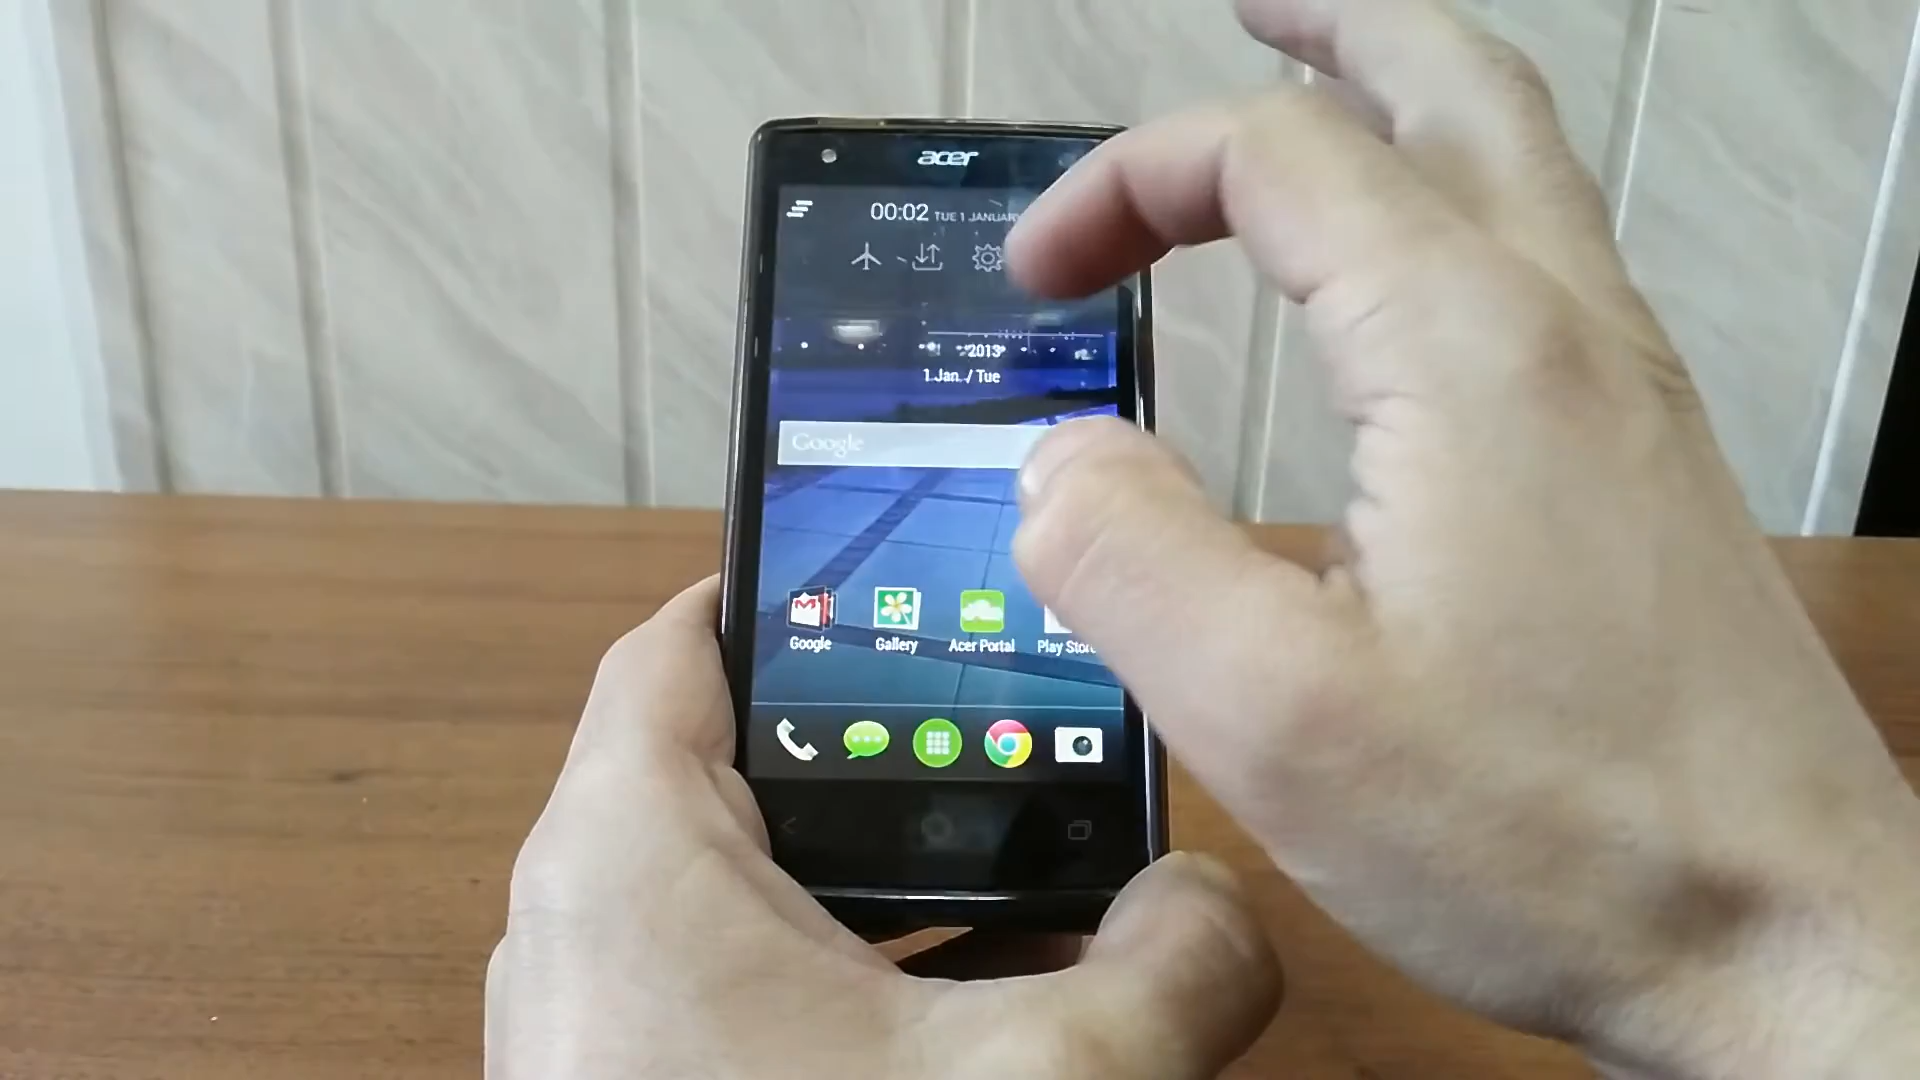 acer
00:02 TUE 1 JANUARY
2013
1 Jan. / Tue
Google
Google Gallery Acer Portal Play Store